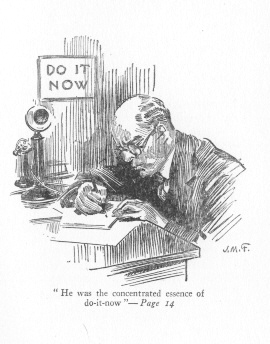 DO IT
NOW
J.M.F.
"He was the concentrated essence of
do-it-now"—Page 14